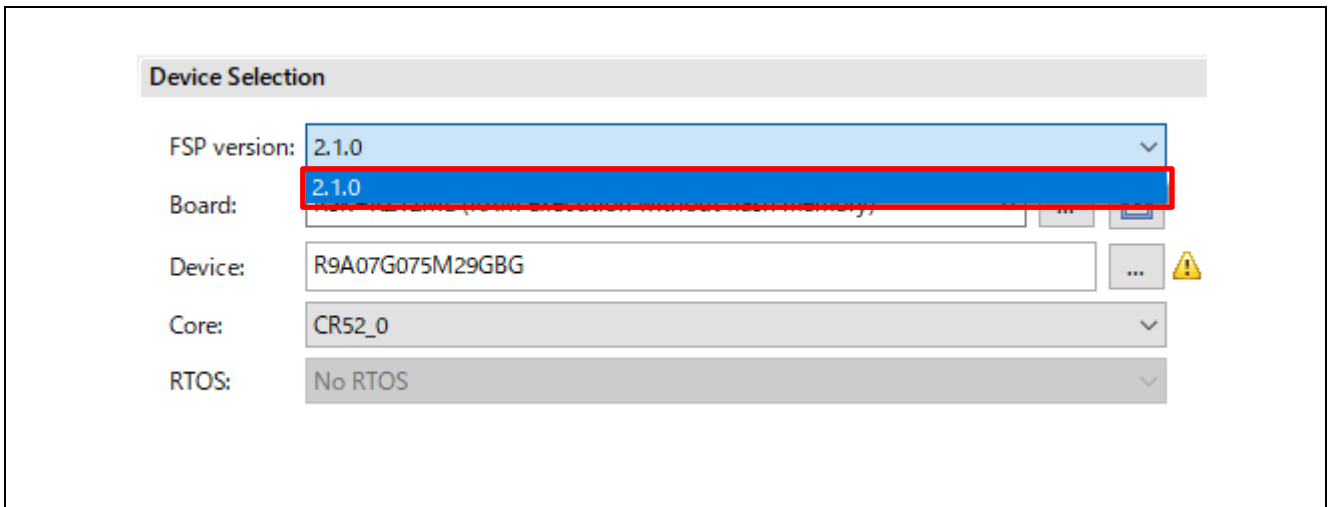 Device Selection
FSP version: 2.1.0
2.1.0
Board:
Device: R9A07G075M29GBG ...
Core: CR52_0
RTOS: No RTOS